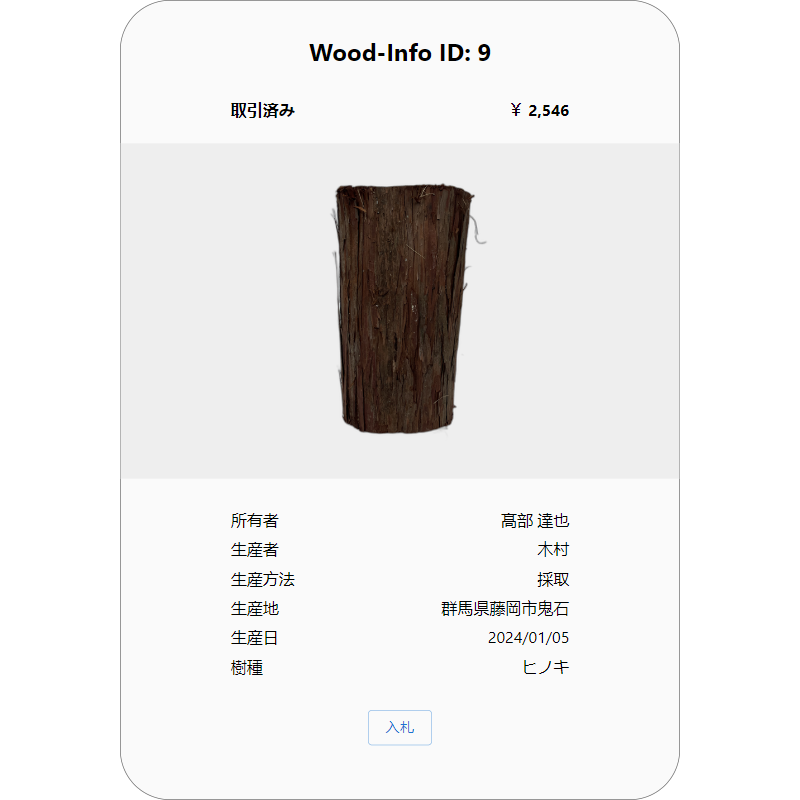 Wood-Info ID: 9
取引済み ￥ 2,546
所有者 髙部 達也
生産者 木村
生産方法 採取
生産地 群馬県藤岡市鬼石
生産日 2024/01/05
樹種 ヒノキ
入札